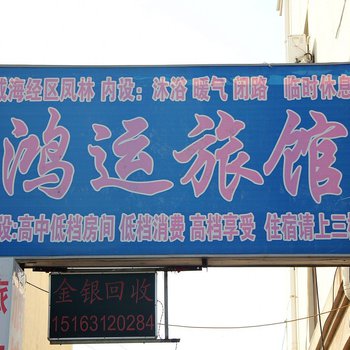 威海经区凤林 内设：沐浴 暖气 闭路 临时休息
鸿运旅馆
设:高中低档房间 低档消费 高档享受 住宿请上三
金银回收
15163120284
旅